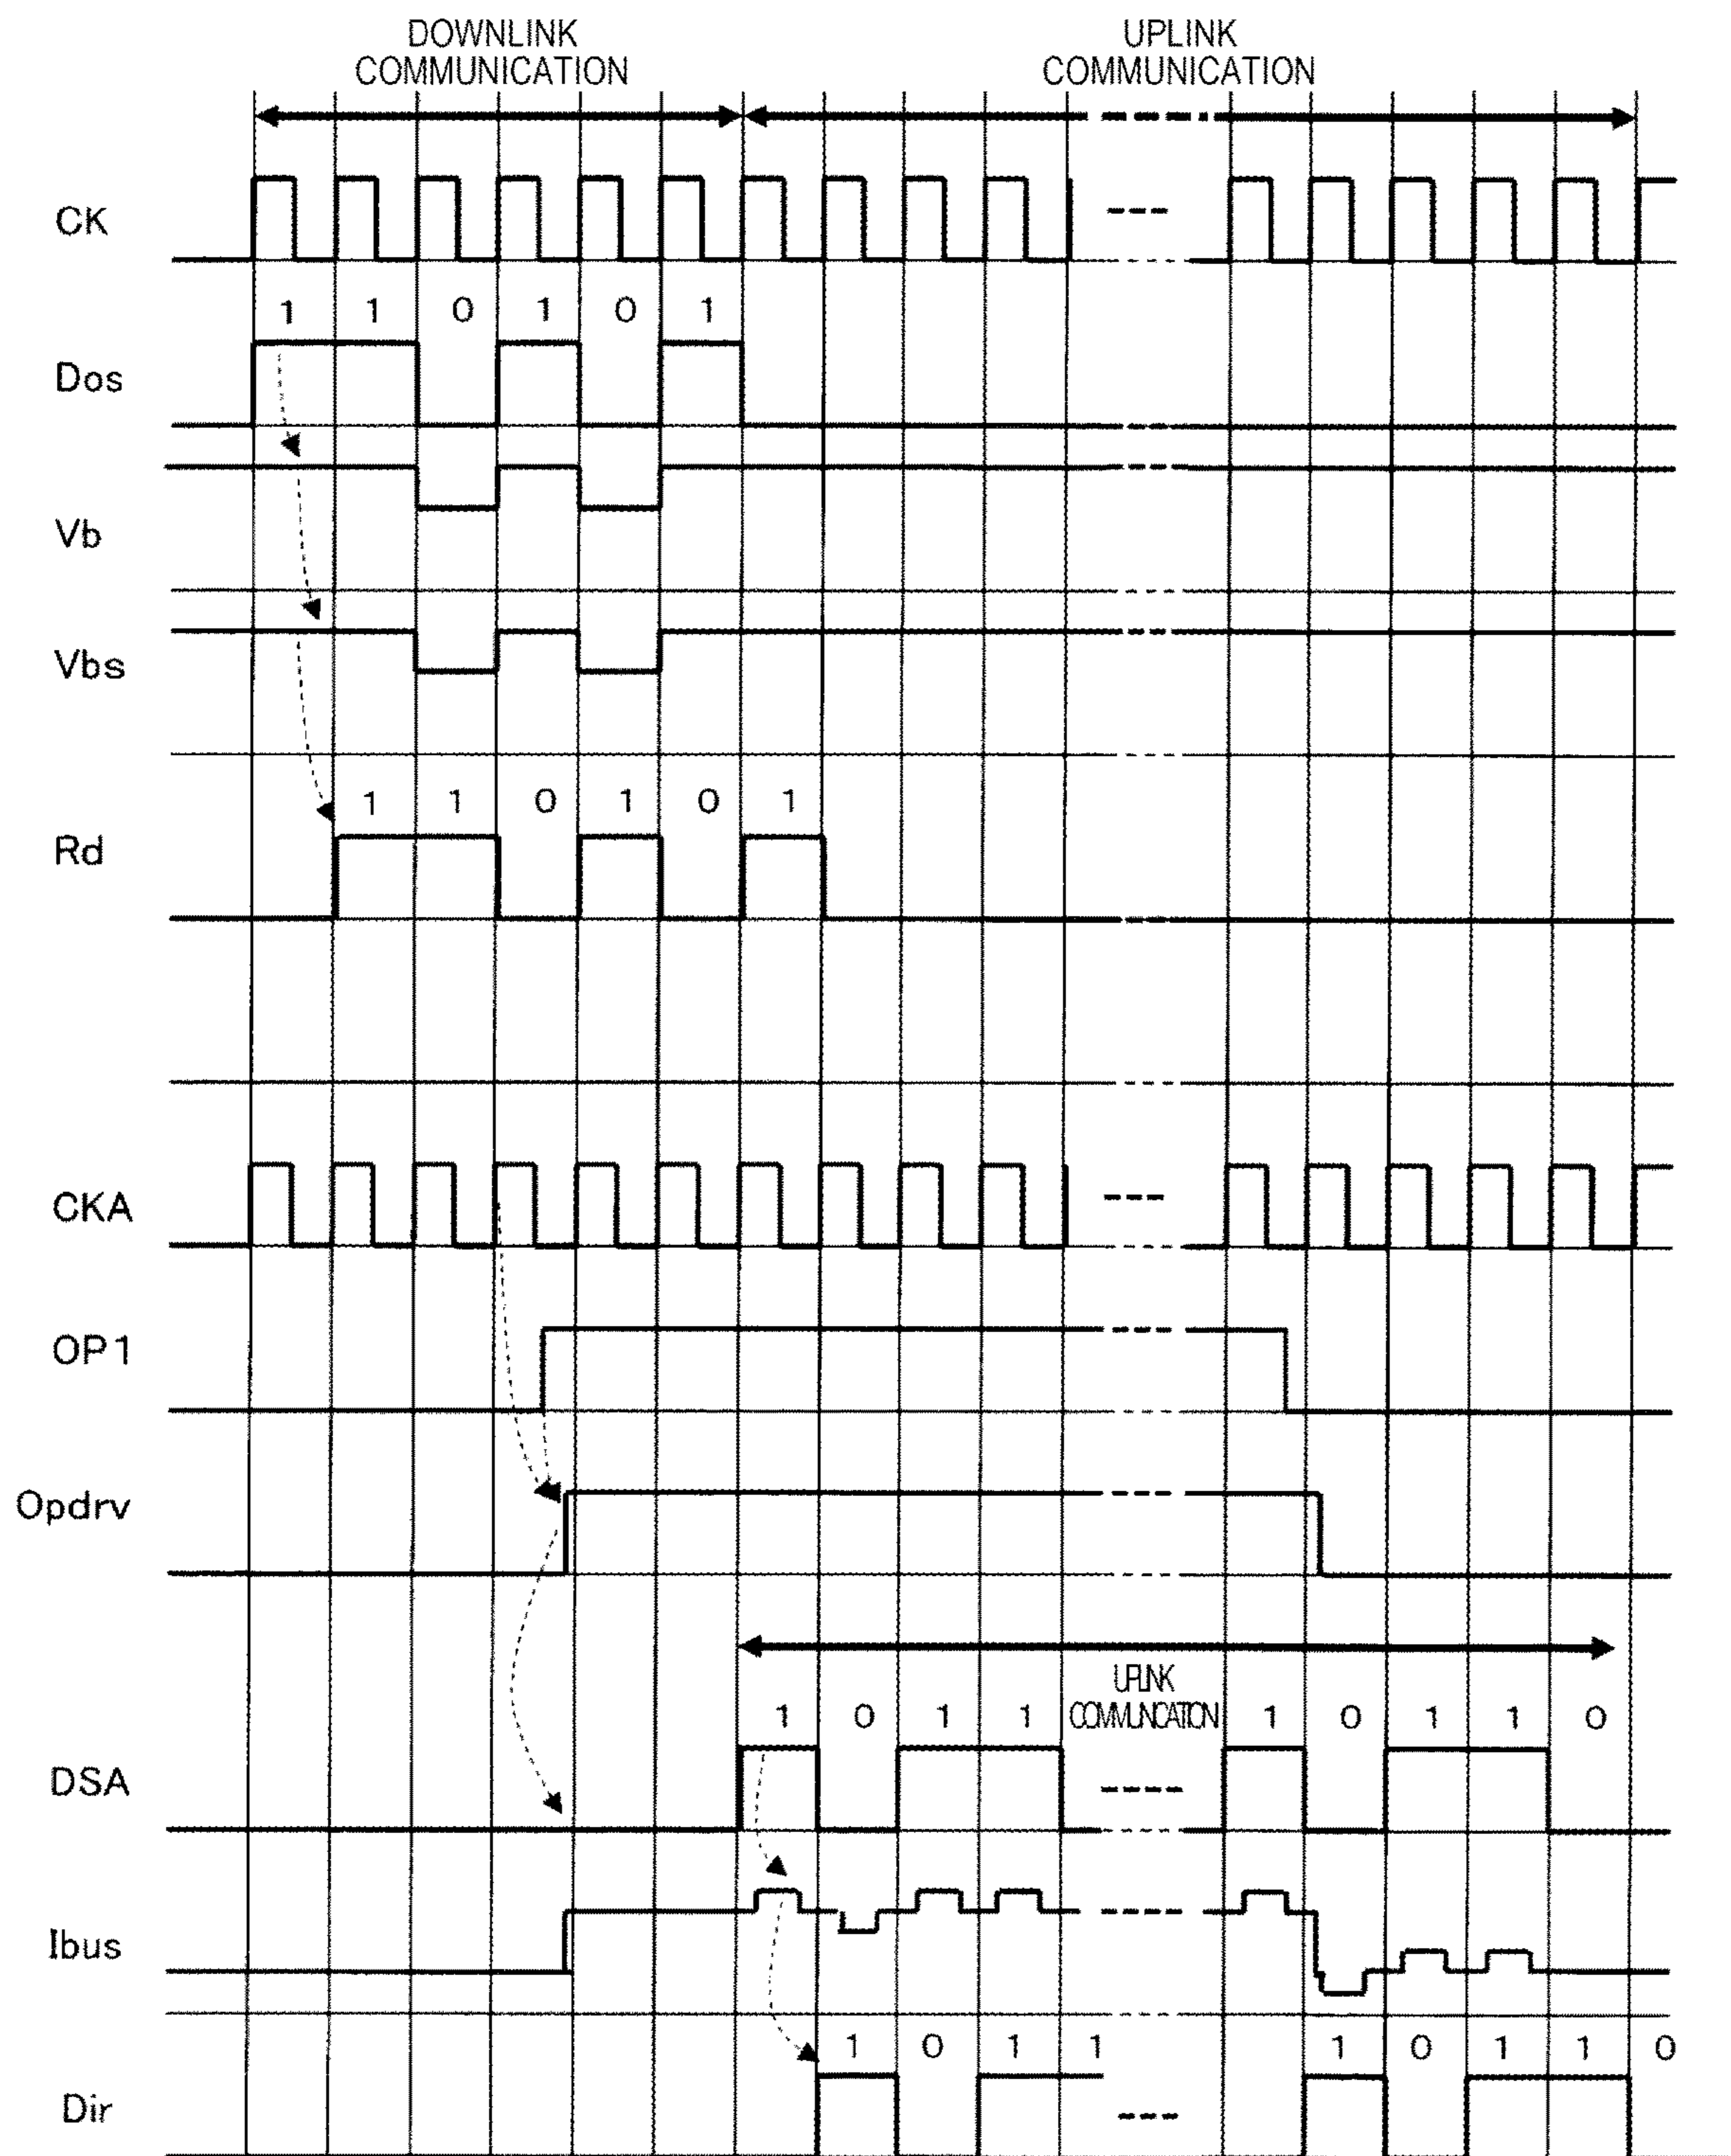 DOWNLINK
COMMUNICATION
UPLINK
COMMUNICATION
CK
1 1 0 1 0 1
Dos
Vb
Vbs
1 1 0 1 0 1
Rd
CKA
OP1
Opdrv
UPLINK
COMMUNICATION
1 0 1 1 1 0 1 1 0
DSA
Ibus
1 0 1 1 1 0 1 1 0
Dir